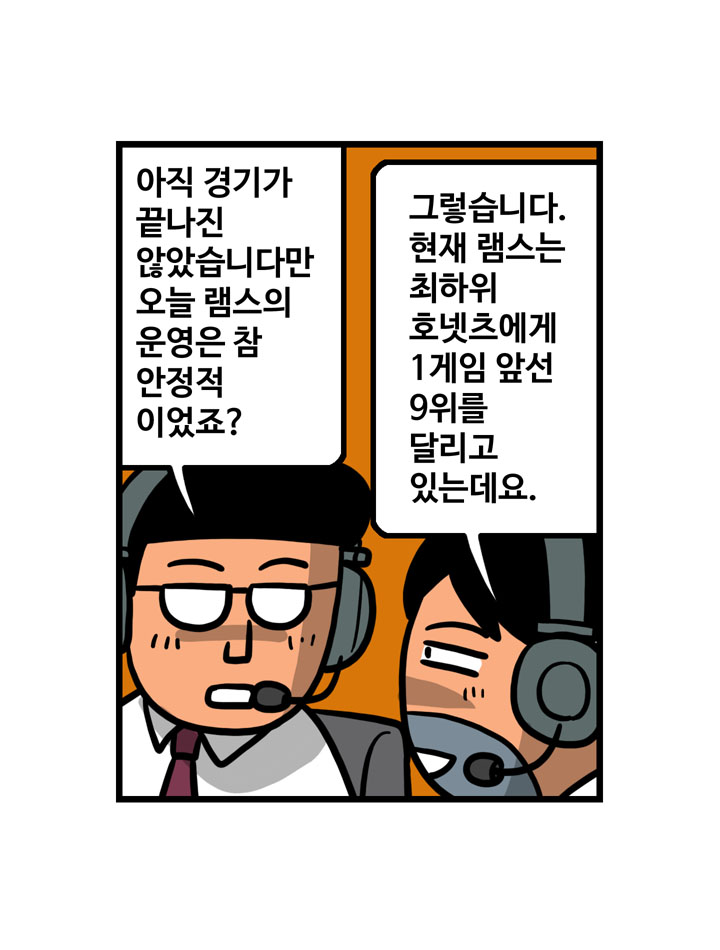 아직 경기가
끝나진
않았습니다만
오늘 램스의
운영은 참
안정적
이었죠?
그렇습니다.
현재 램스는
최하위
호넷츠에게
1게임 앞선
9위를
달리고
있는데요.